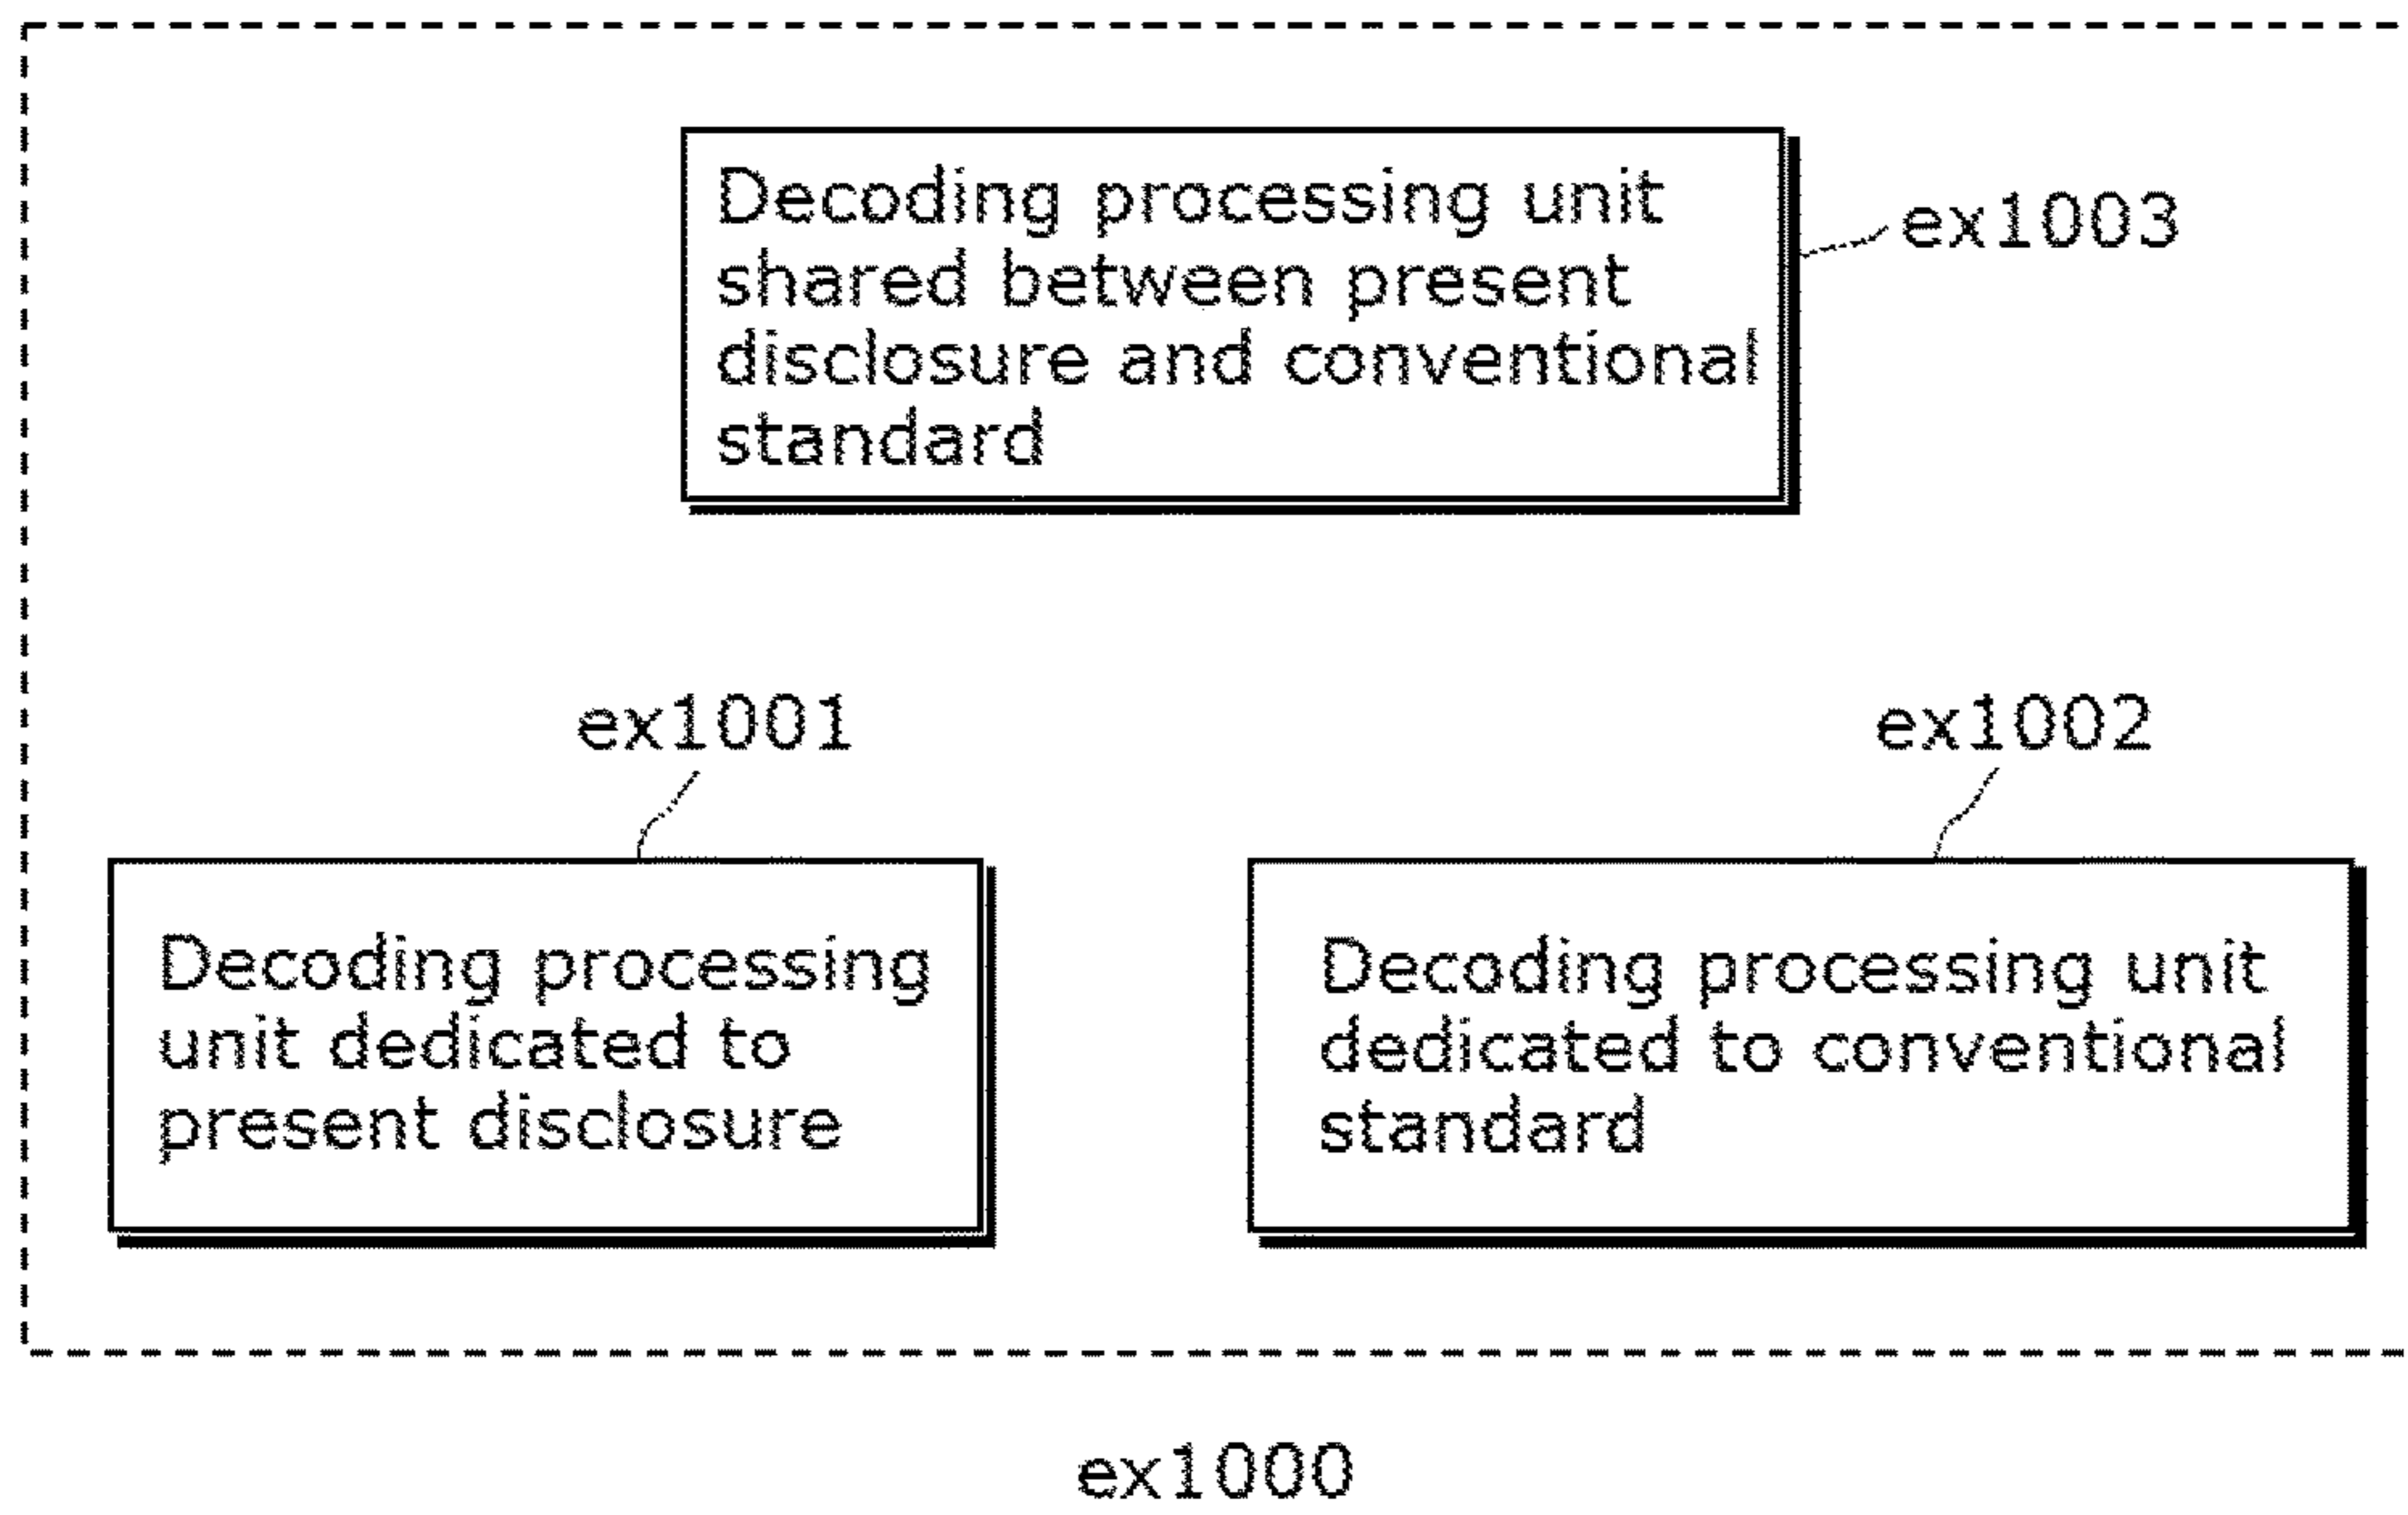 Decoding processing unit
shared between present
disclosure and conventional
standard
ex1003
ex1001
Decoding processing
unit dedicated to
present disclosure
ex1002
Decoding processing unit
dedicated to conventional
standard
ex1000